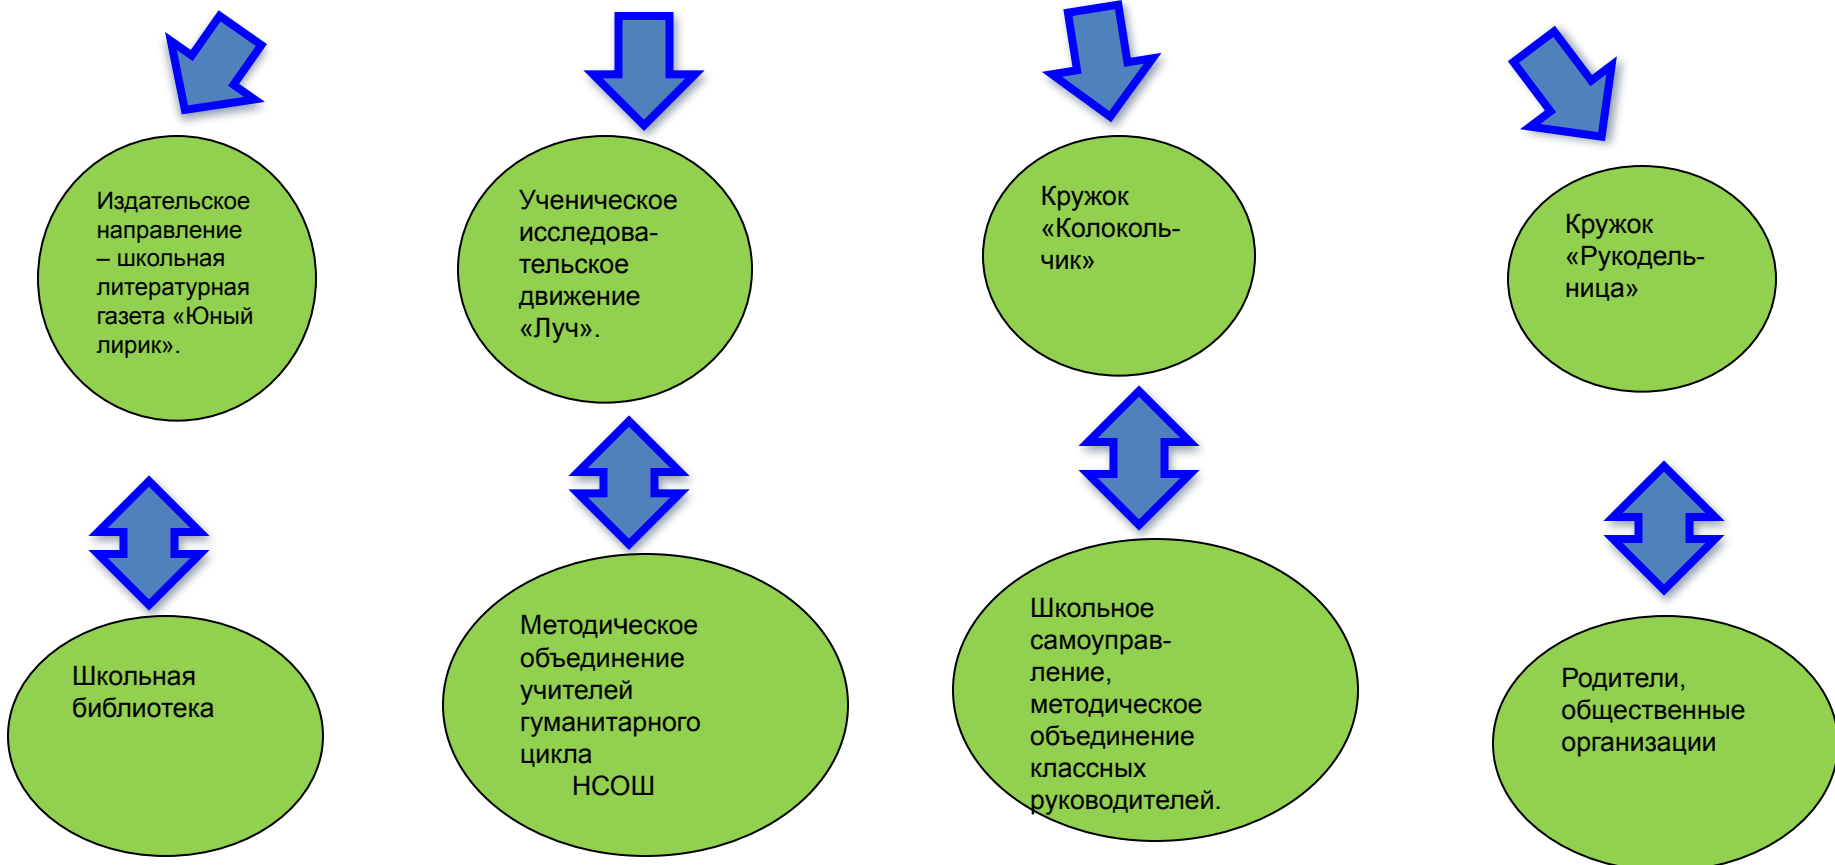 Издательское
направление
– школьная
литературная
газета «Юный
лирик».
Ученическое
исследова-
тельское
движение
«Луч».
Кружок
«Колоколь-
чик»
Кружок
«Рукодель-
ница»
Школьная
библиотека
Методическое
объединение
учителей
гуманитарного
цикла
НСОШ
Школьное
самоуправ-
ление,
методическое
объединение
классных
руководителей.
Родители,
общественные
организации